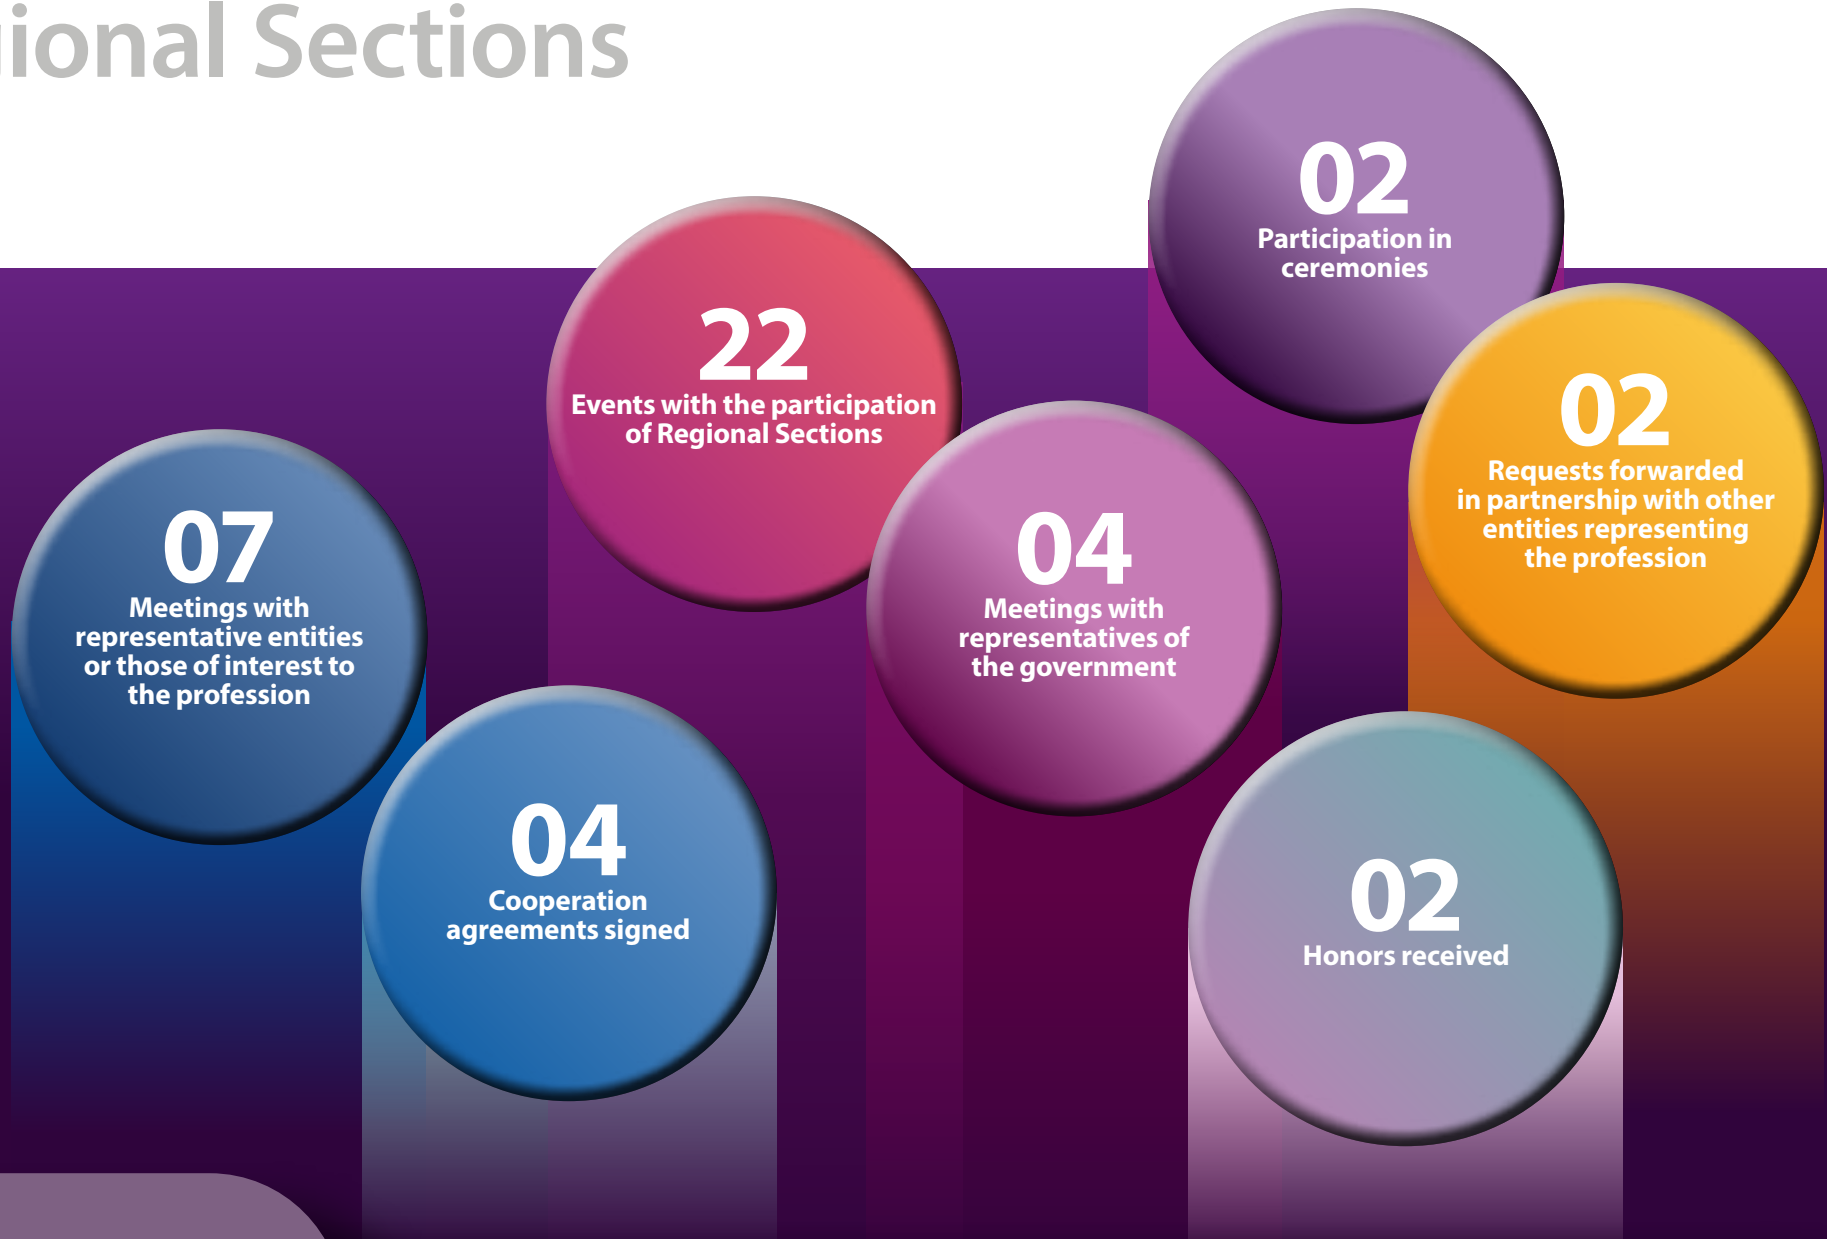 ional Sections
02
Participation in
ceremonies
22
Events with the participation
of Regional Sections
02
Requests forwarded
in partnership with other
entities representing
the profession
07
Meetings with
representative entities
or those of interest to
the profession
04
Meetings with
representatives of
the government
04
Cooperation
agreements signed
02
Honors received